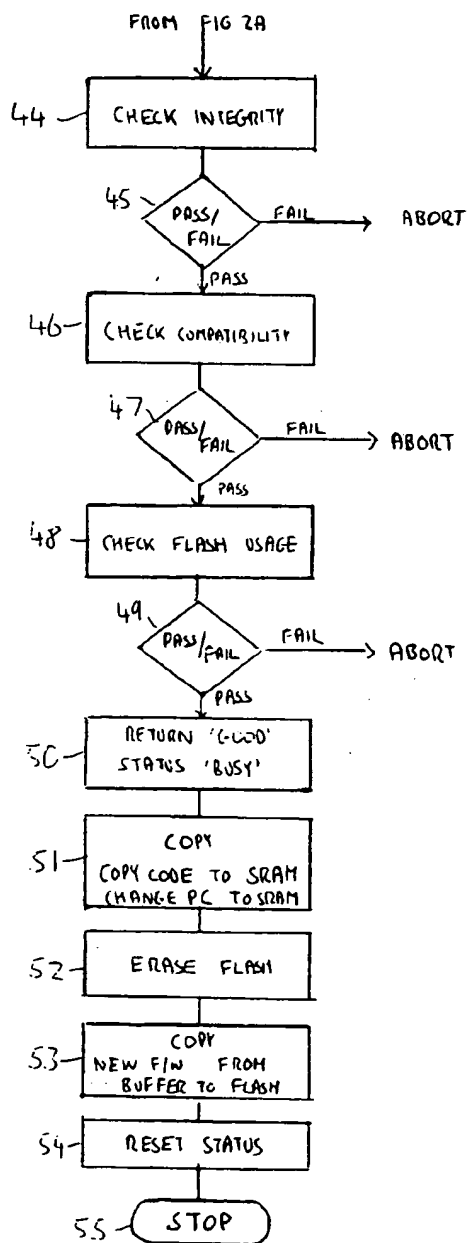 FROM FIG 2A
44
CHECK INTEGRITY
45
PASS/
FAIL
FAIL
ABORT
PASS
46
CHECK COMPATIBILITY
47
PASS/
FAIL
FAIL
ABORT
PASS
48
CHECK FLASH USAGE
49
PASS/
FAIL
FAIL
ABORT
PASS
50
RETURN 'GOOD'
STATUS 'BUSY'
51
COPY
COPY CODE TO SRAM
CHANGE PC TO SRAM
52
ERASE FLASH
53
COPY
NEW F/W FROM
BUFFER TO FLASH
54
RESET STATUS
55
STOP